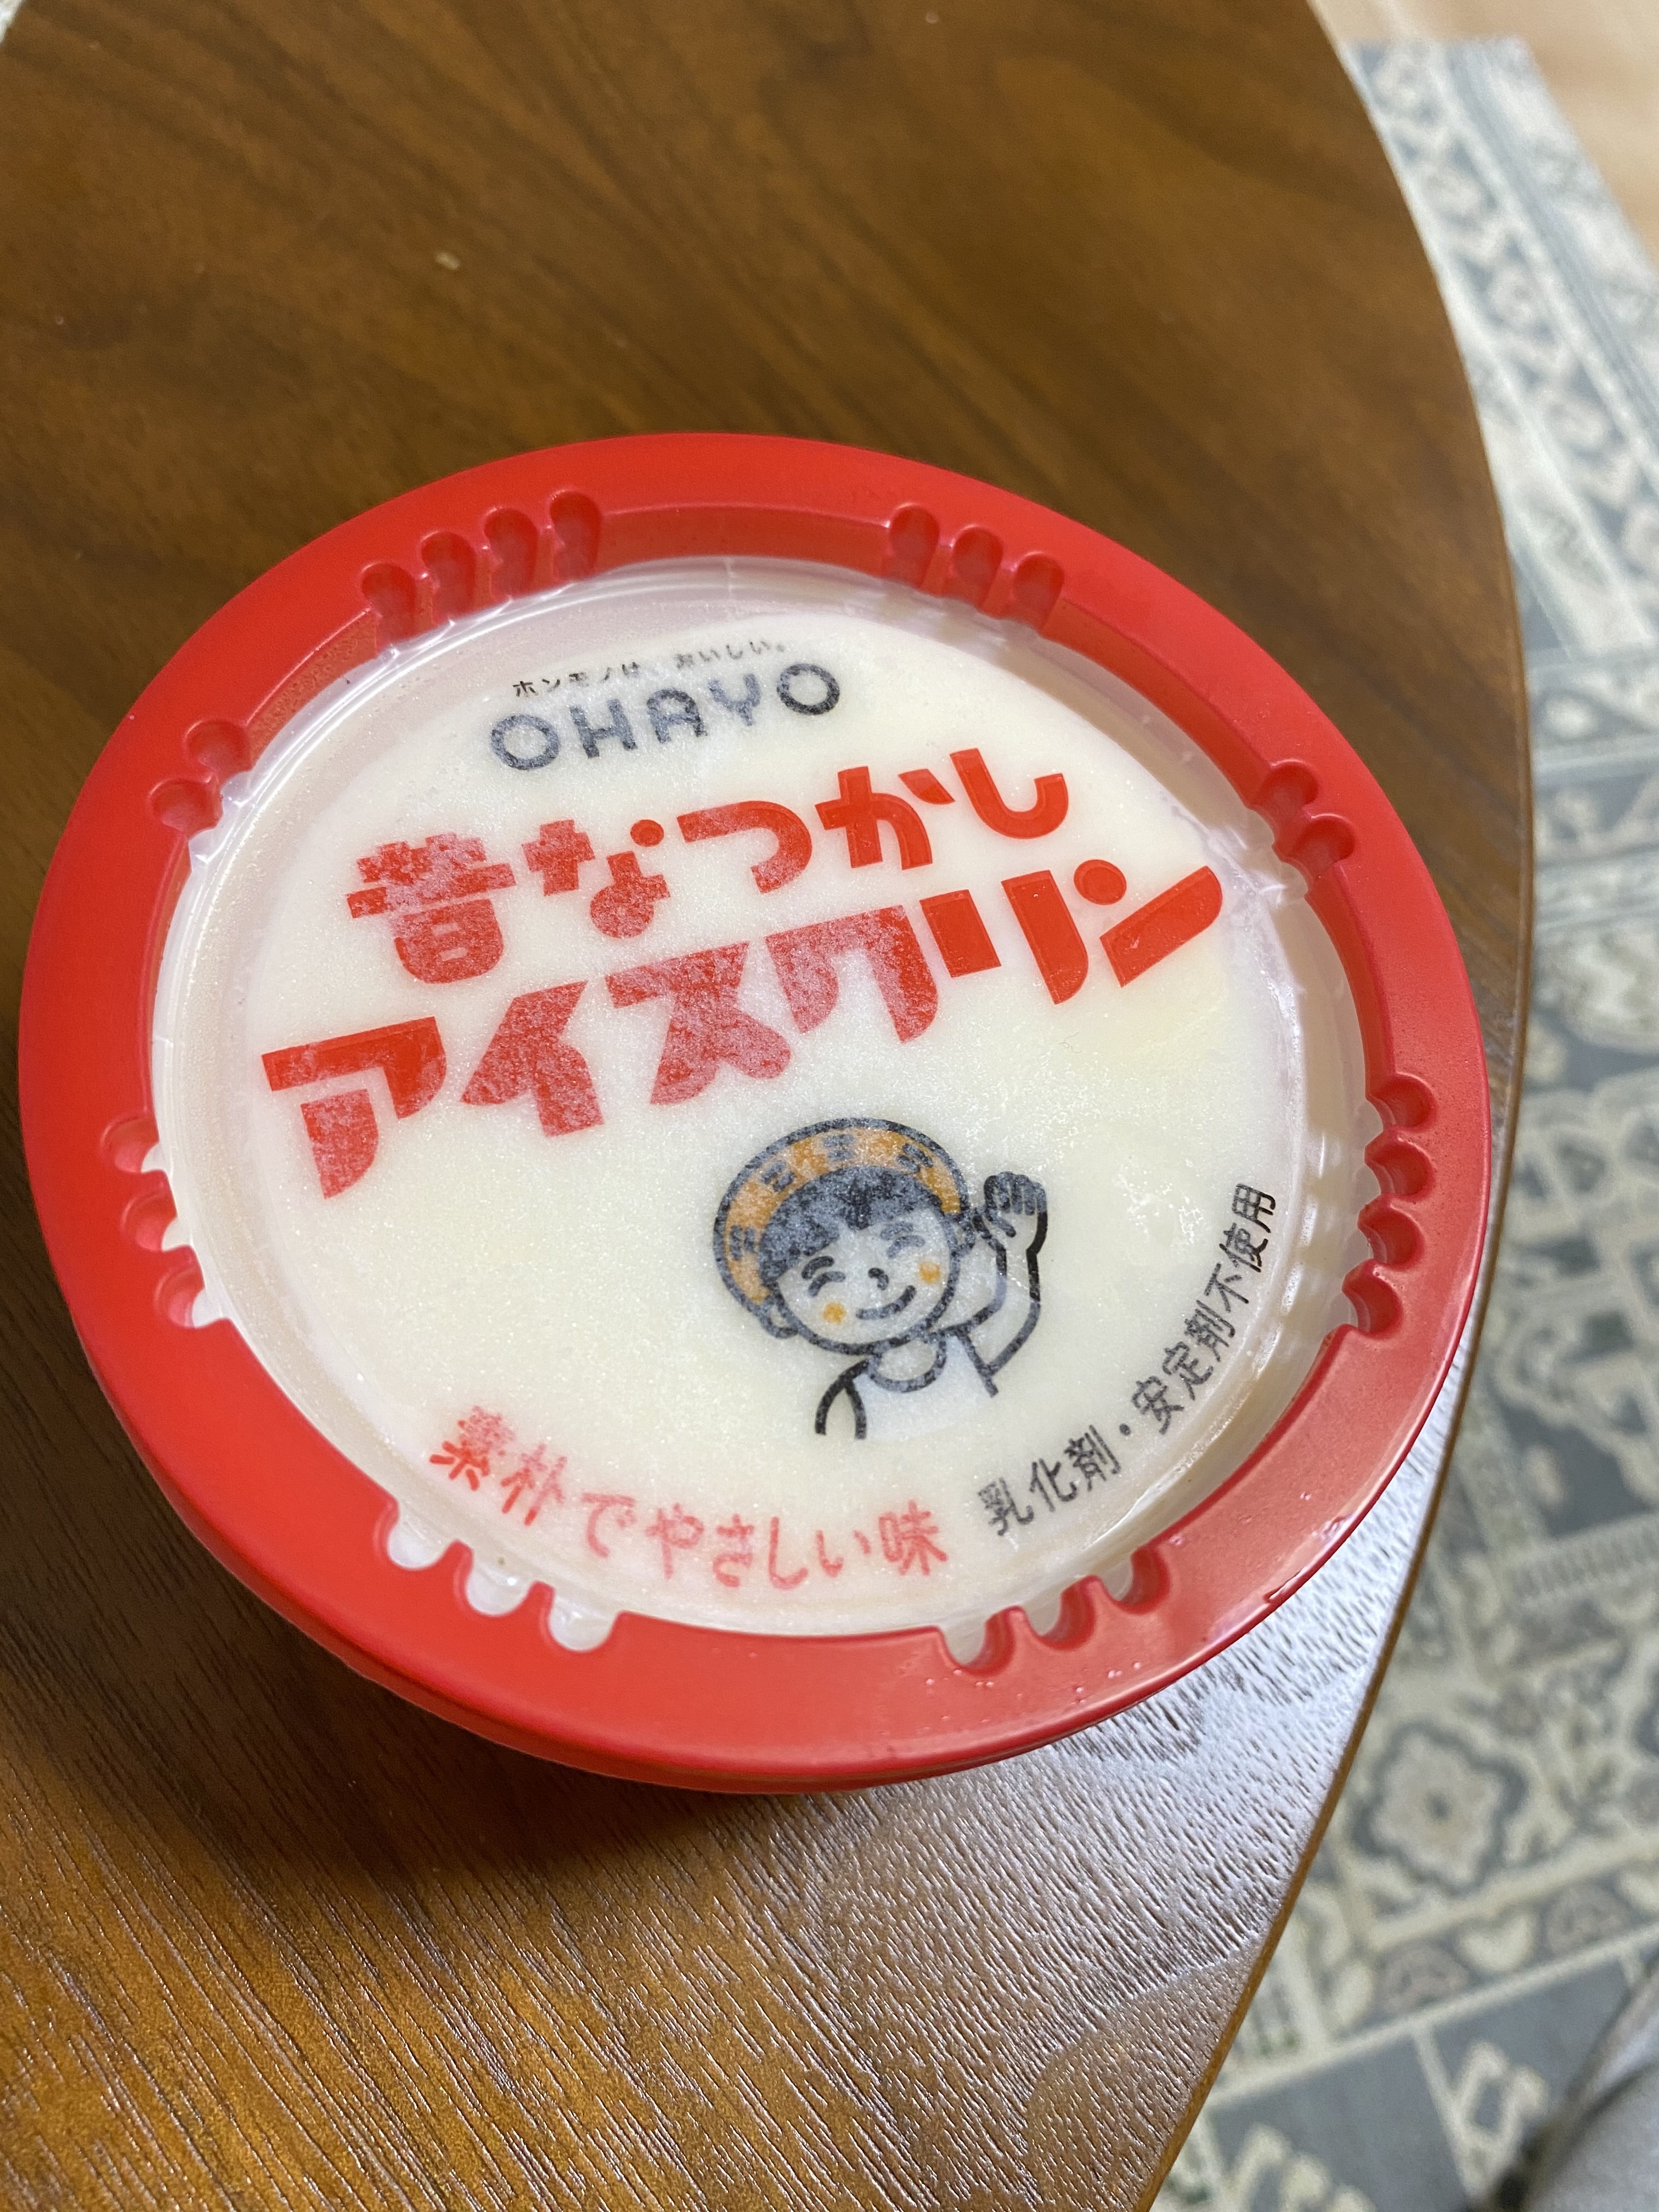 ホンモノは、おいしい。
OHAYO
昔なつかし
アイスクリン
素朴でやさしい味
乳化剤・安定剤不使用